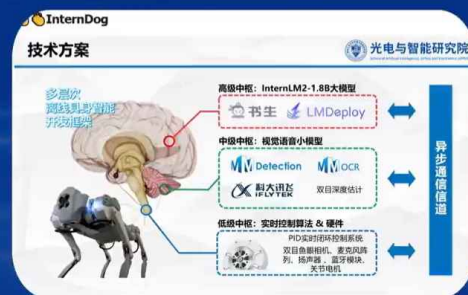 InternDog
技术方案
光电与智能研究院
多层次
离线具身智能
开发框架
高级中枢：InternLM2-1.8B大模型
书生
LMDeploy
中级中枢：视觉语音小模型
Detection
OCR
科大讯飞
iFLYTEK
双目深度估计
低级中枢：实时控制算法 & 硬件
PID实时闭环控制系统
双目鱼眼相机、麦克风阵
列、扬声器、蓝牙模块、
关节电机
异步通信信道